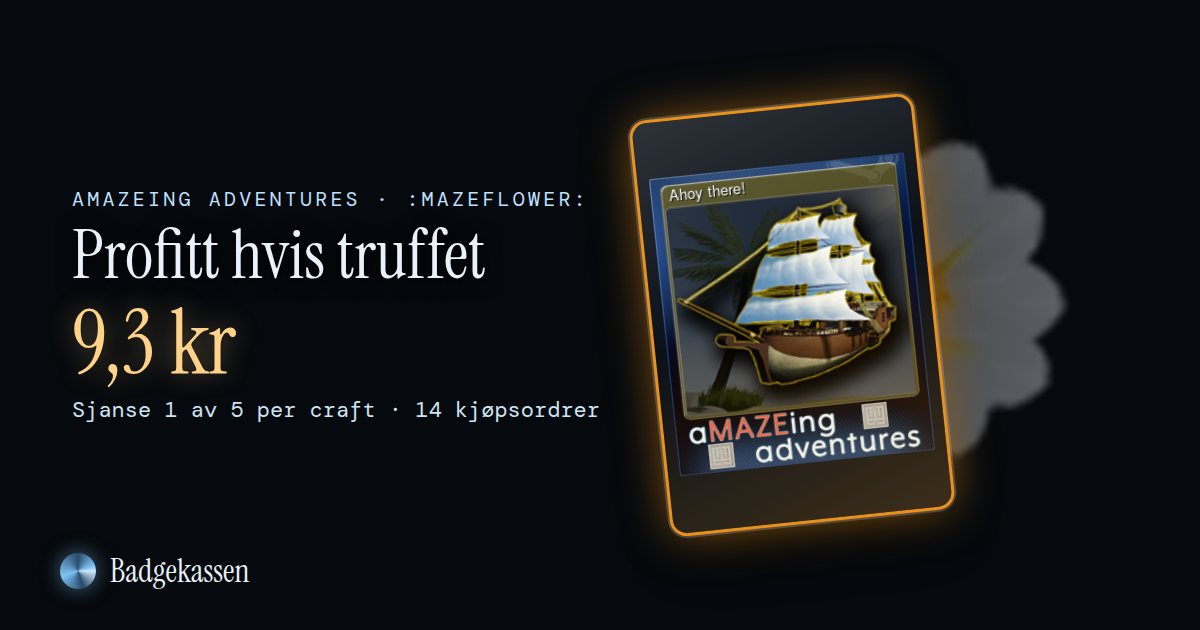 AMAZEING ADVENTURES · :MAZEFLOWER:
Profitt hvis truffet
9,3 kr
Sjanse 1 av 5 per craft · 14 kjøpsordrer
Badgekassen
Ahoy there!
aMAZEing
adventures